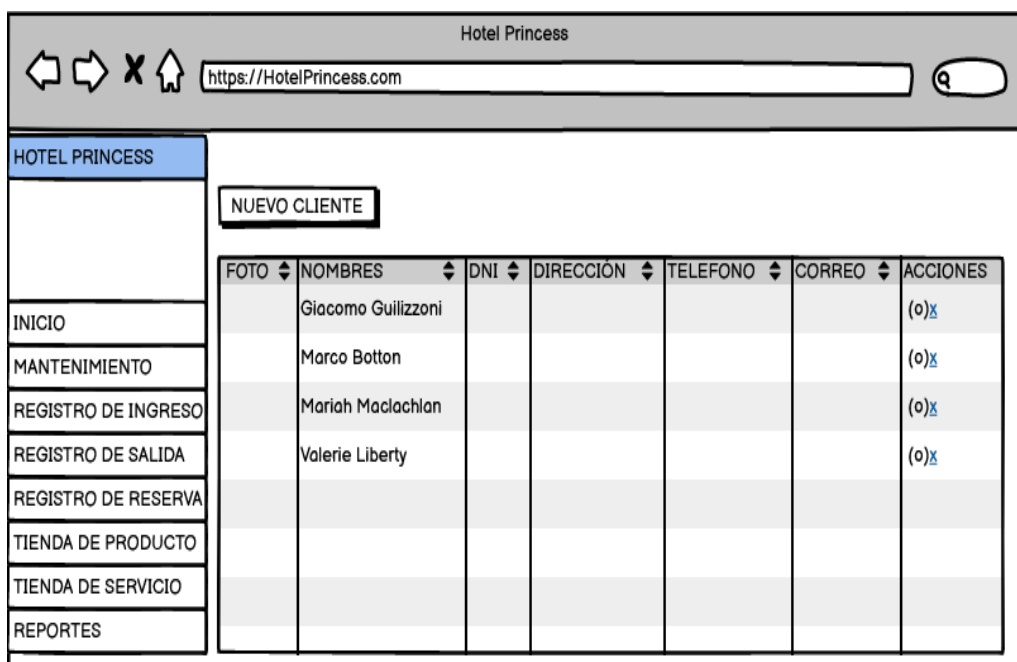 Hotel Princess
https://HotelPrincess.com
HOTEL PRINCESS
INICIO
MANTENIMIENTO
REGISTRO DE INGRESO
REGISTRO DE SALIDA
REGISTRO DE RESERVA
TIENDA DE PRODUCTO
TIENDA DE SERVICIO
REPORTES
NUEVO CLIENTE
FOTO NOMBRES DNI DIRECCIÓN TELEFONO CORREO ACCIONES
Giacomo Guilizzoni (o)x
Marco Botton (o)x
Mariah Maclachlan (o)x
Valerie Liberty (o)x